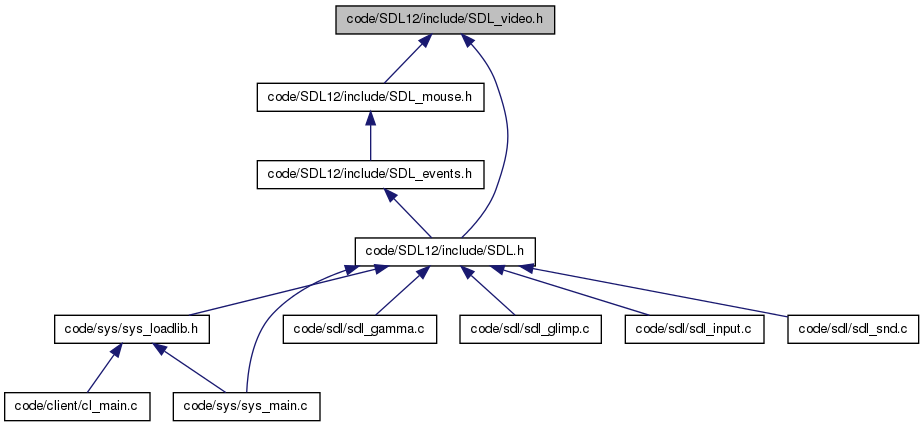 code/SDL12/include/SDL_video.h
code/SDL12/include/SDL_mouse.h
code/SDL12/include/SDL_events.h
code/SDL12/include/SDL.h
code/sys/sys_loadlib.h
code/sdl/sdl_gamma.c
code/sdl/sdl_glimp.c
code/sdl/sdl_input.c
code/sdl/sdl_snd.c
code/client/cl_main.c
code/sys/sys_main.c